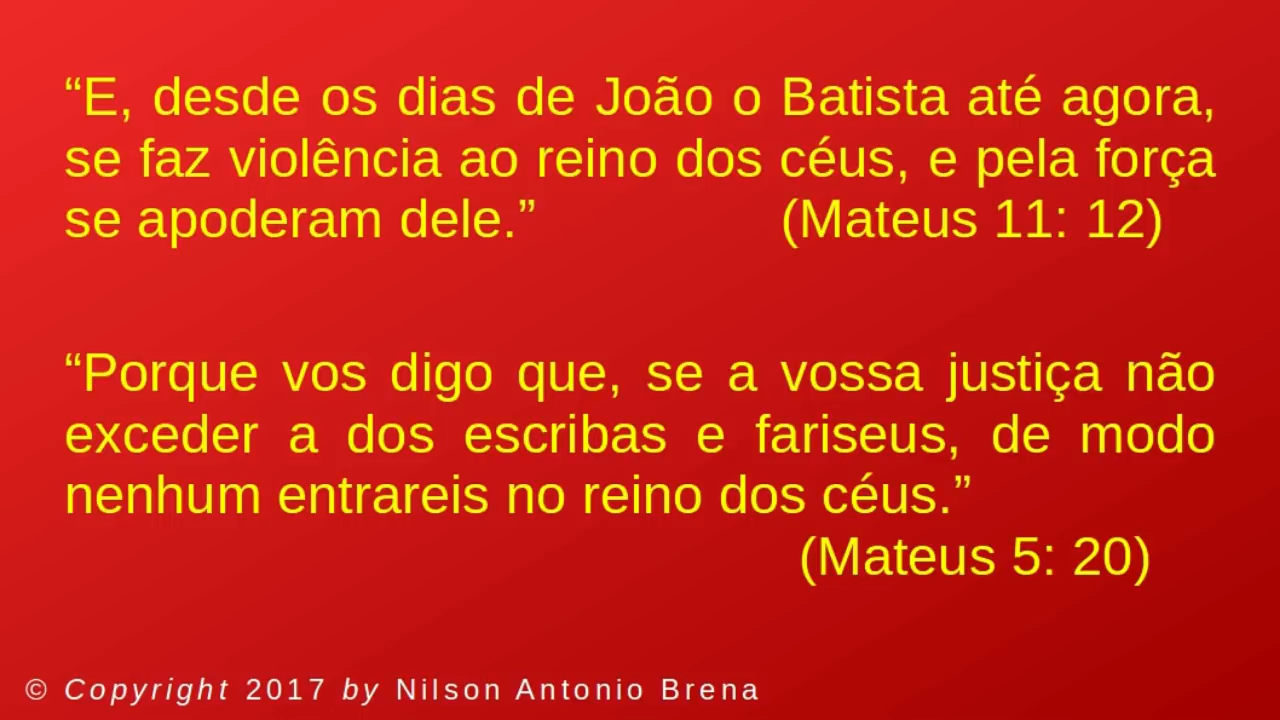 “E, desde os dias de João o Batista até agora,
se faz violência ao reino dos céus, e pela força
se apoderam dele.” (Mateus 11: 12)
“Porque vos digo que, se a vossa justiça não
exceder a dos escribas e fariseus, de modo
nenhum entrareis no reino dos céus.”
(Mateus 5: 20)
© Copyright 2017 by Nilson Antonio Brena